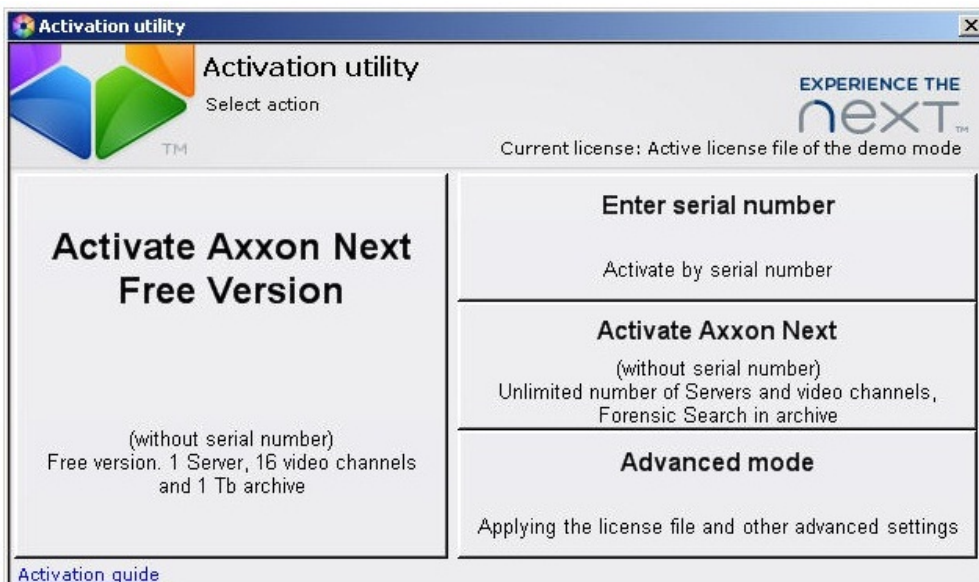 Activation utility
Activation utility
Select action
TM
EXPERIENCE THE
next™
Current license: Active license file of the demo mode
Activate Axxon Next
Free Version
(without serial number)
Free version. 1 Server, 16 video channels
and 1 Tb archive
Enter serial number
Activate by serial number
Activate Axxon Next
(without serial number)
Unlimited number of Servers and video channels,
Forensic Search in archive
Advanced mode
Applying the license file and other advanced settings
Activation guide